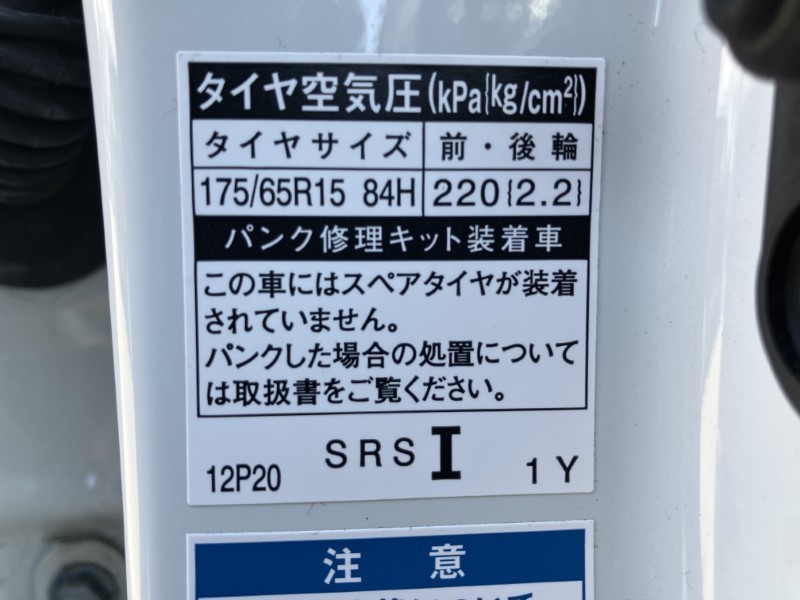 タイヤ空気圧(kPa{kg/cm²})
タイヤサイズ 前・後輪
175/65R15 84H 220{2.2}
パンク修理キット装着車
この車にはスペアタイヤが装着
されていません。
パンクした場合の処置について
は取扱書をご覧ください。
12P20 SRS I 1Y
注 意